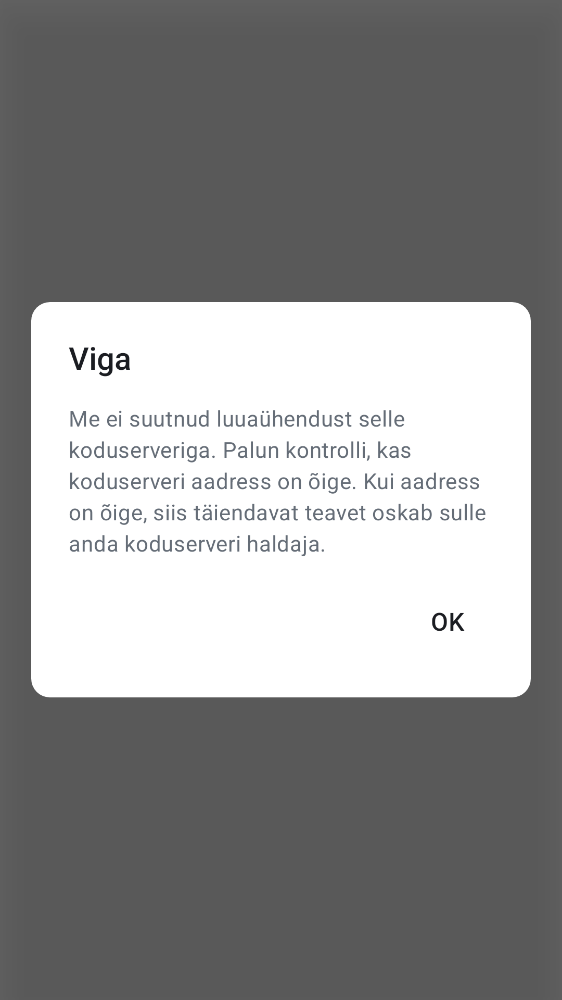 Viga
Me ei suutnud luuaühendust selle
koduserveriga. Palun kontrolli, kas
koduserveri aadress on õige. Kui aadress
on õige, siis täiendavat teavet oskab sulle
anda koduserveri haldaja.
OK